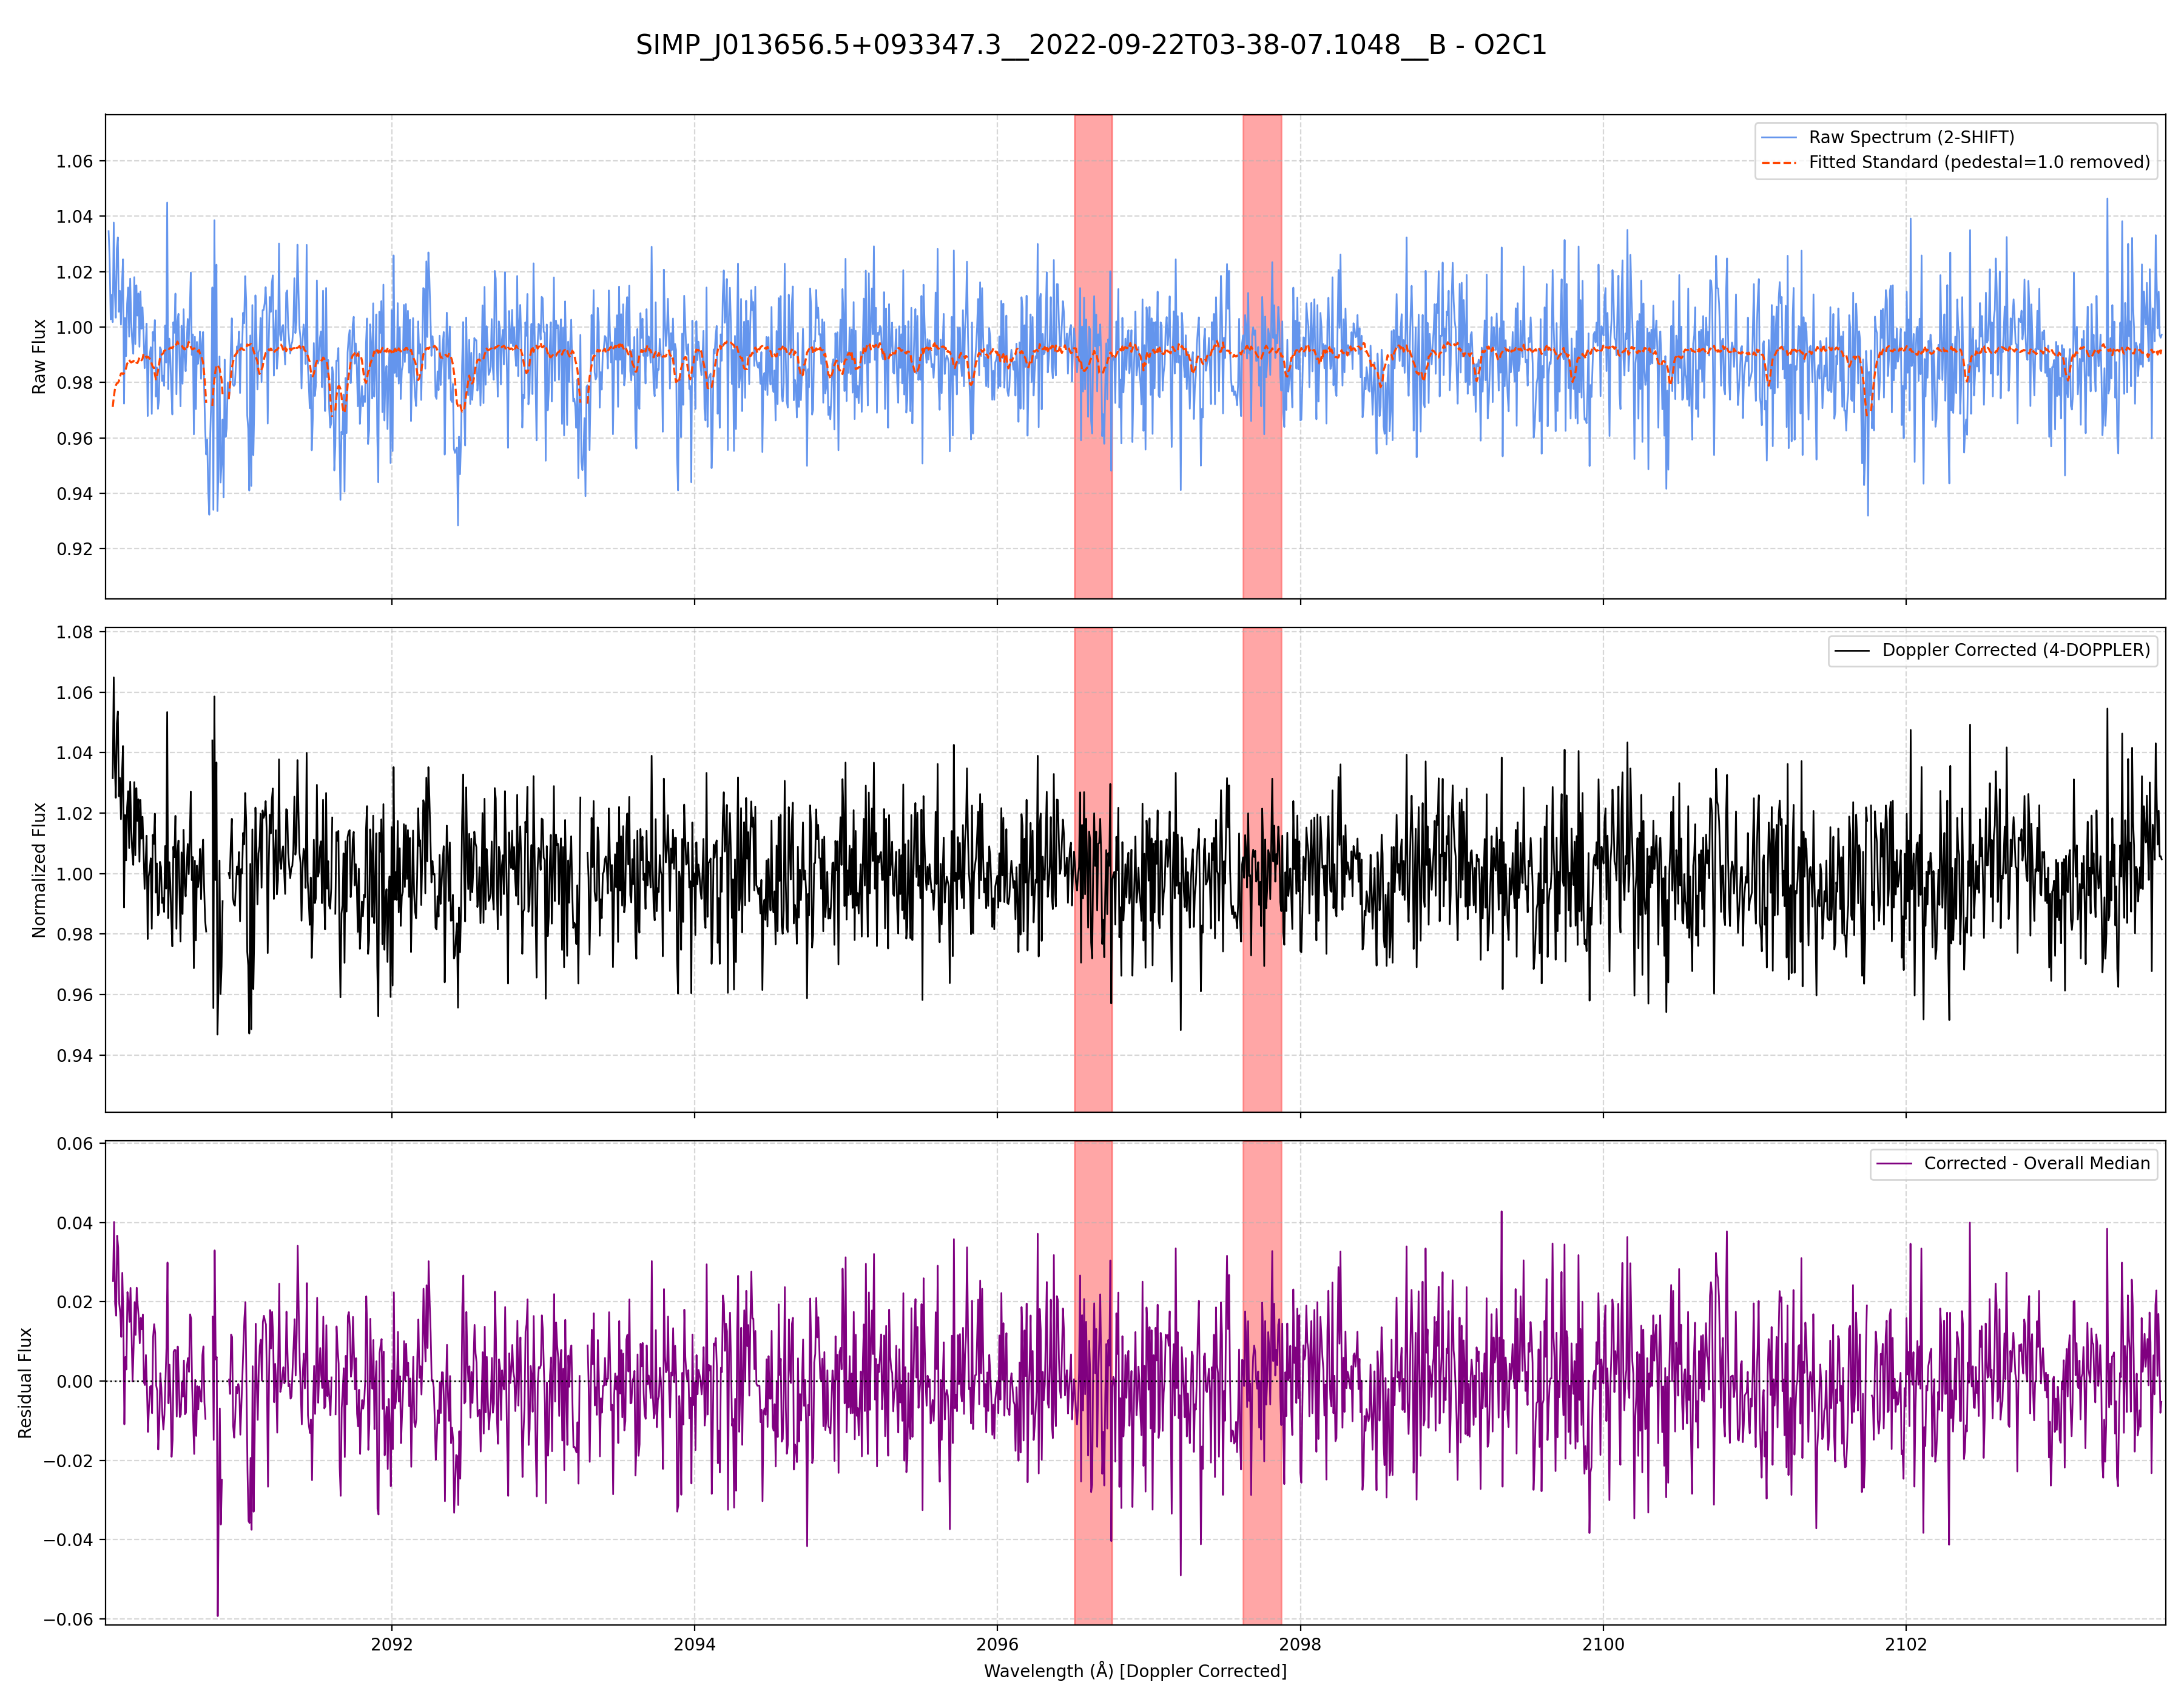 SIMP_J013656.5+093347.3__2022-09-22T03-38-07.1048__B - O2C1
Raw Flux
1.06
1.04
1.02
1.00
0.98
0.96
0.94
0.92
Raw Spectrum (2-SHIFT)
Fitted Standard (pedestal=1.0 removed)
Normalized Flux
1.08
1.06
1.04
1.02
1.00
0.98
0.96
0.94
Doppler Corrected (4-DOPPLER)
Residual Flux
0.06
0.04
0.02
0.00
−0.02
−0.04
−0.06
Corrected - Overall Median
2092 2094 2096 2098 2100 2102
Wavelength (Å) [Doppler Corrected]